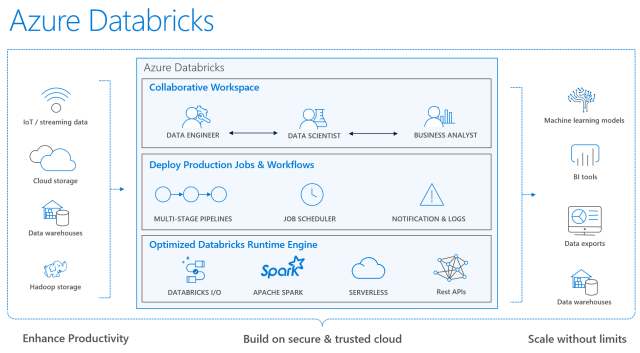 Azure Databricks
Azure Databricks
Collaborative Workspace
DATA ENGINEER
DATA SCIENTIST
BUSINESS ANALYST
Deploy Production Jobs & Workflows
MULTI-STAGE PIPELINES
JOB SCHEDULER
NOTIFICATION & LOGS
Optimized Databricks Runtime Engine
DATABRICKS I/O
Spark
APACHE SPARK
SERVERLESS
Rest APIs
IoT / streaming data
Cloud storage
Data warehouses
Hadoop storage
Machine learning models
BI tools
Data exports
Data warehouses
Enhance Productivity
Build on secure & trusted cloud
Scale without limits